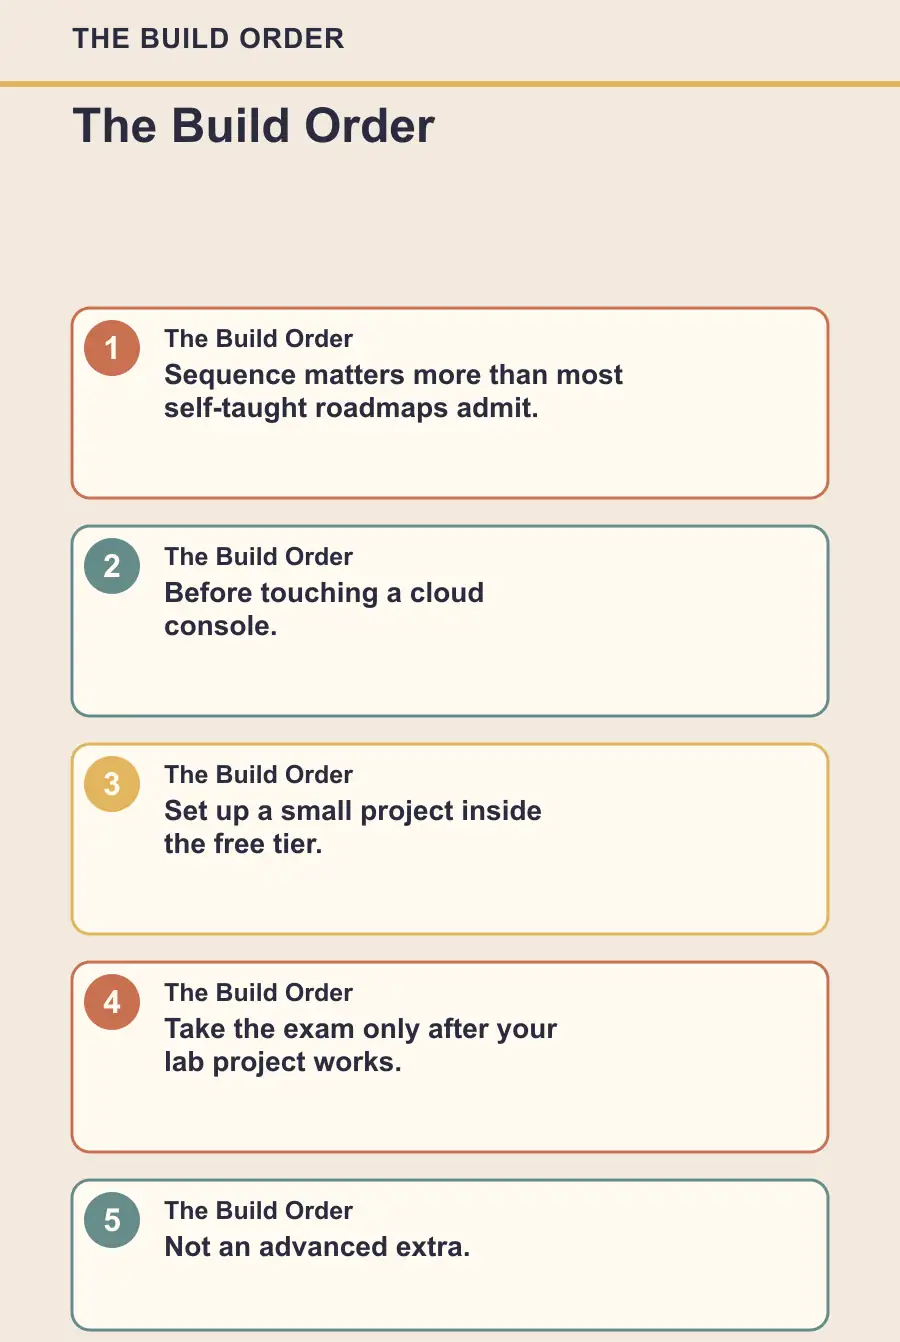 THE BUILD ORDER
The Build Order
1
The Build Order
Sequence matters more than most
self-taught roadmaps admit.
2
The Build Order
Before touching a cloud
console.
3
The Build Order
Set up a small project inside
the free tier.
4
The Build Order
Take the exam only after your
lab project works.
5
The Build Order
Not an advanced extra.